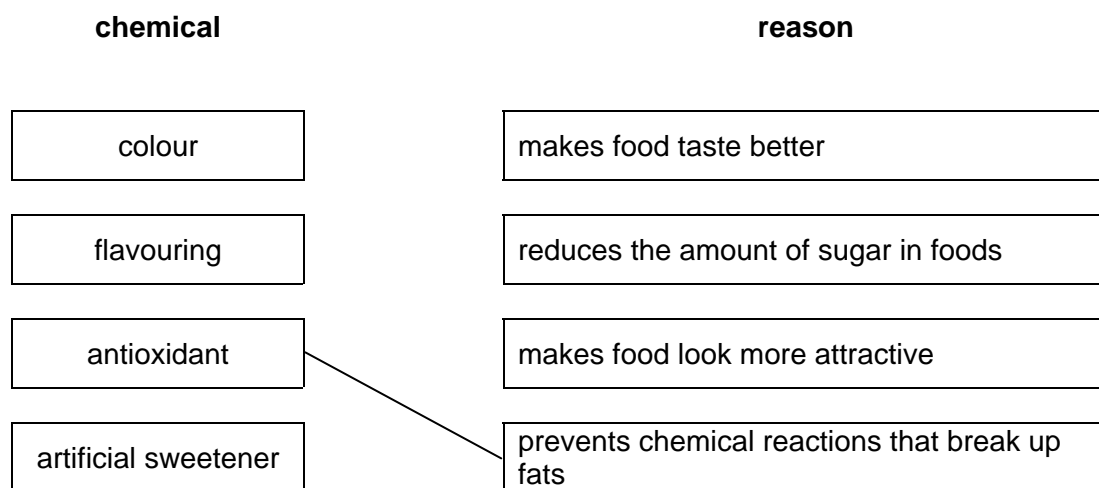 chemical reason
colour makes food taste better
flavouring reduces the amount of sugar in foods
antioxidant makes food look more attractive
artificial sweetener prevents chemical reactions that break up
fats